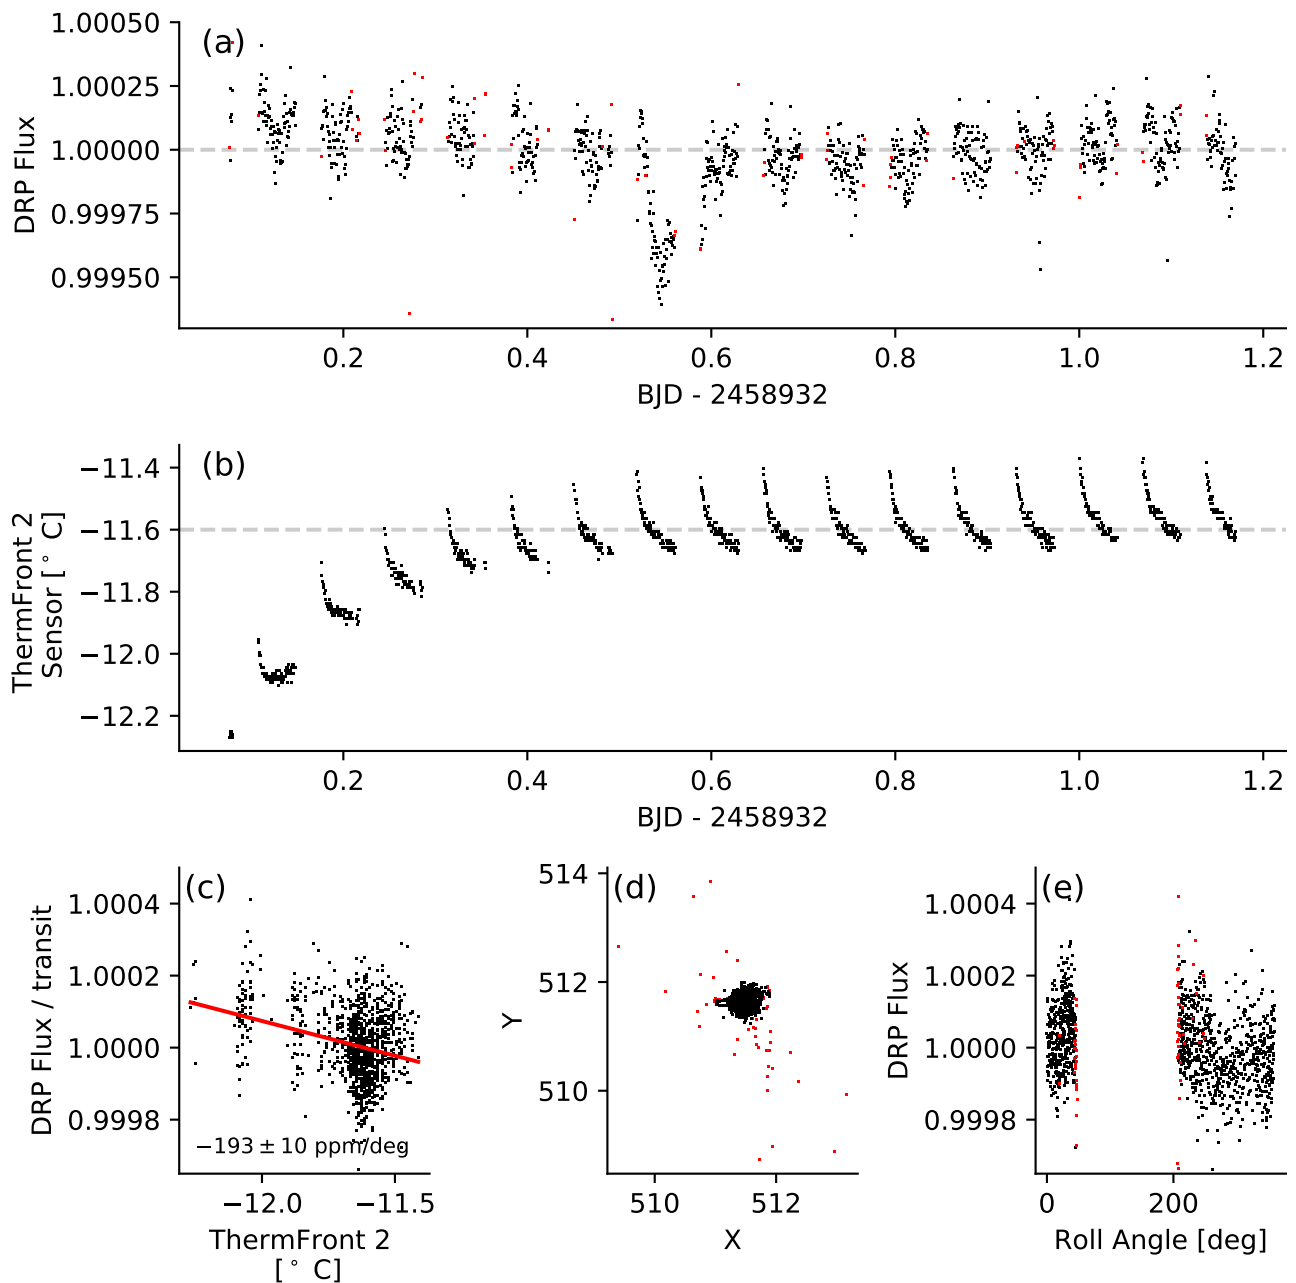 (a)
1.00050
1.00025
1.00000
0.99975
0.99950
DRP Flux
0.2 0.4 0.6 0.8 1.0 1.2
BJD - 2458932
(b)
−11.4
−11.6
−11.8
−12.0
−12.2
ThermFront 2
Sensor [° C]
0.2 0.4 0.6 0.8 1.0 1.2
BJD - 2458932
(c)
1.0004
1.0002
1.0000
0.9998
DRP Flux / transit
−193 ± 10 ppm/deg
−12.0 −11.5
ThermFront 2
[° C]
(d)
514
512
510
Y
510 512
X
(e)
1.0004
1.0002
1.0000
0.9998
DRP Flux
0 200
Roll Angle [deg]